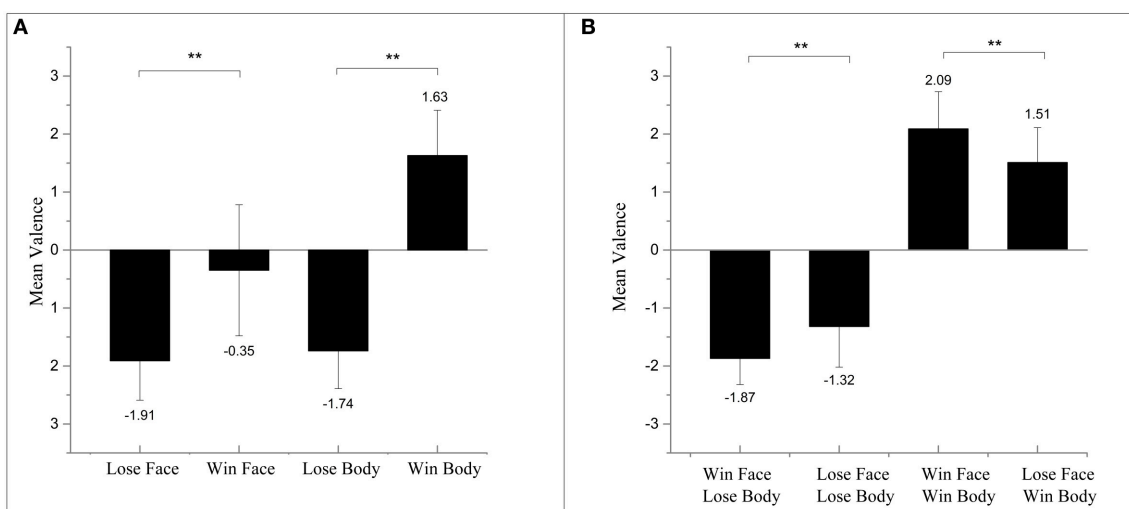 A
**
**
3
2
1
0
1
2
3
Mean Valence
1.63
-1.91
-0.35
-1.74
Lose Face
Win Face
Lose Body
Win Body
B
**
**
3
2
1
0
-1
-2
-3
Mean Valence
2.09
1.51
-1.87
-1.32
Win Face
Lose Body
Lose Face
Lose Body
Win Face
Win Body
Lose Face
Win Body